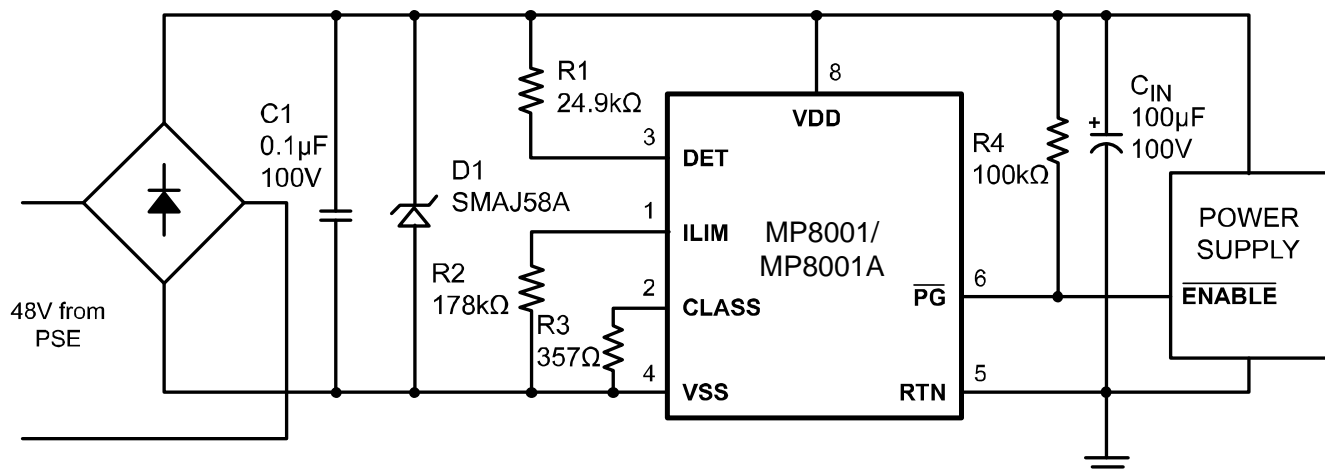 R1
24.9kΩ
C1
0.1µF
100V
D1
SMAJ58A
R2
178kΩ
R3
357Ω
48V from
PSE
3
1
2
4
8
VDD
DET
ILIM
CLASS
VSS
MP8001/
MP8001A
PG
RTN
6
5
R4
100kΩ
CIN
+
100µF
100V
POWER
SUPPLY
ENABLE